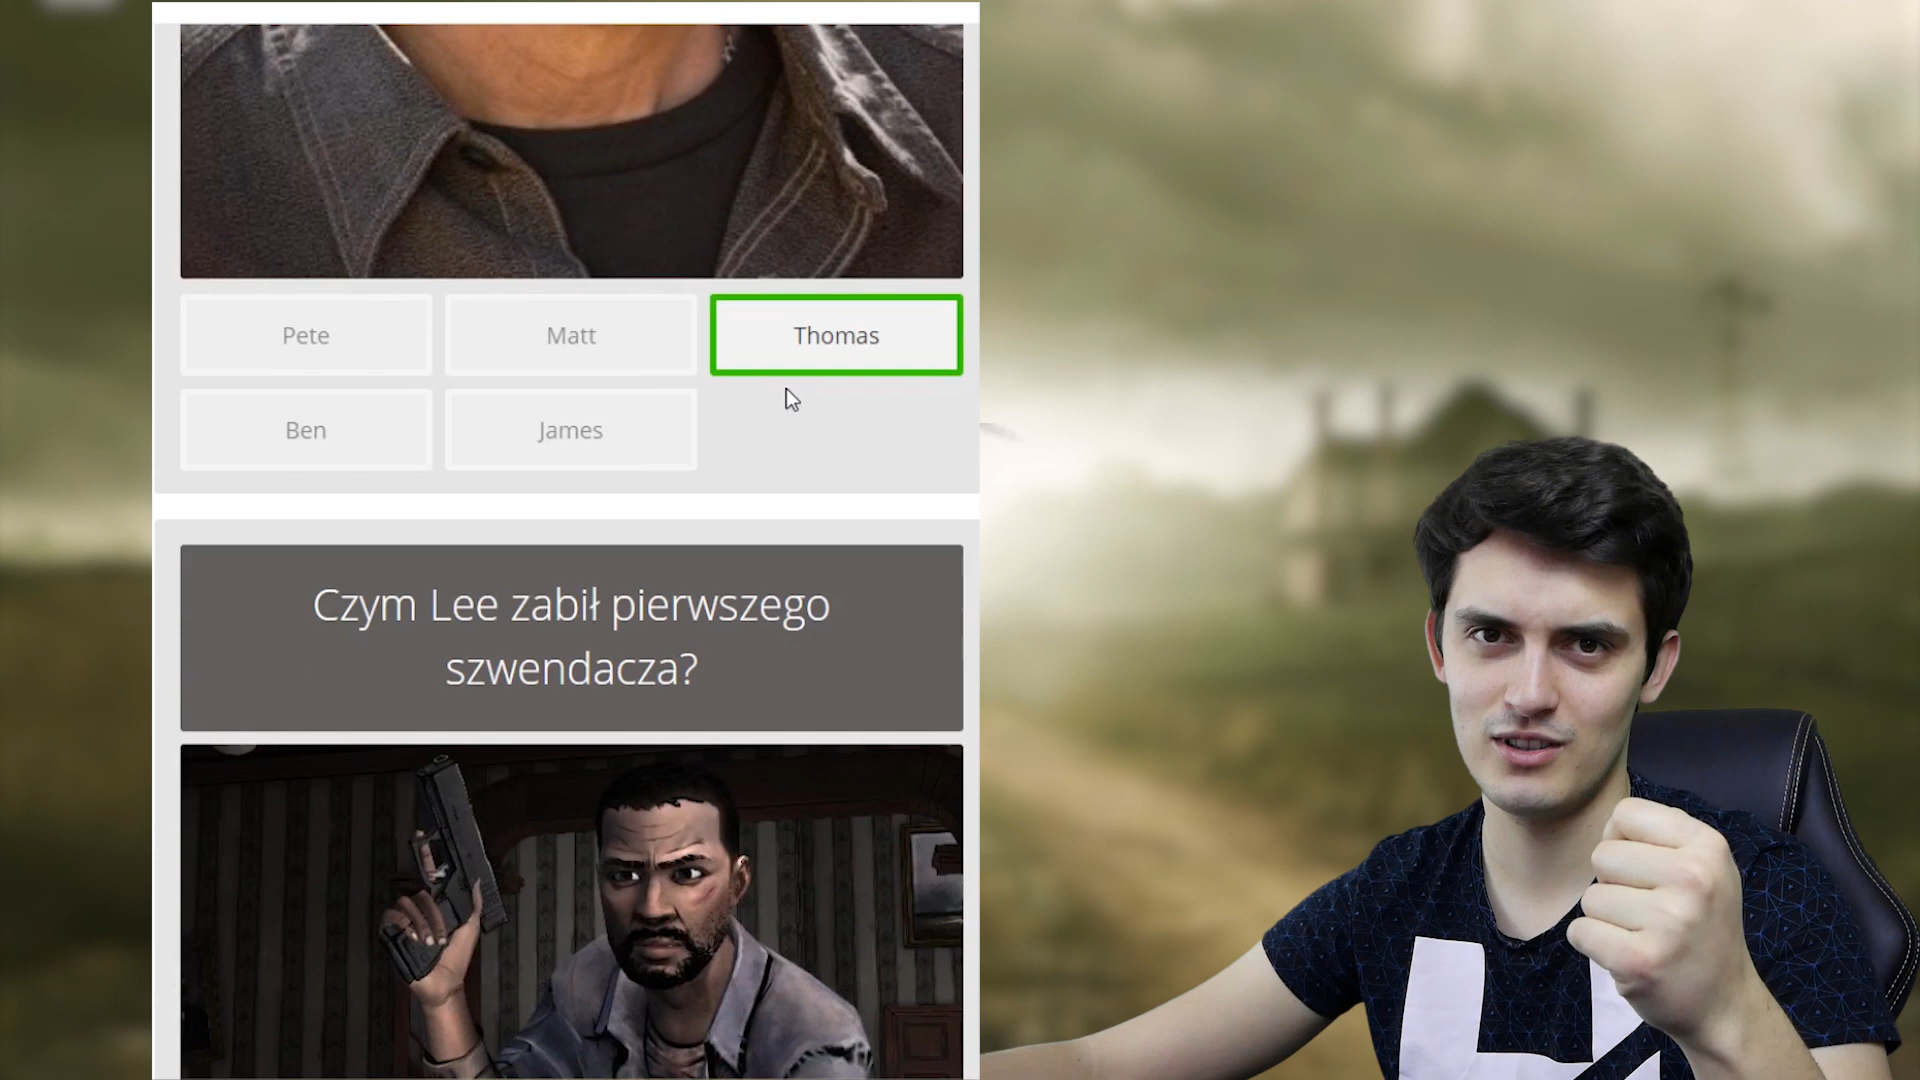 Pete
Matt
Thomas
Ben
James
Czym Lee zabił pierwszego
szwendacza?